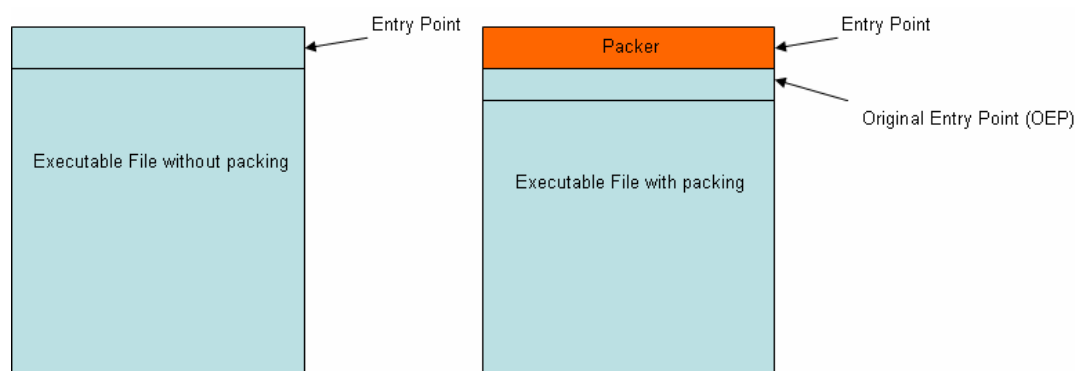 Entry Point
Executable File without packing
Packer
Entry Point
Original Entry Point (OEP)
Executable File with packing